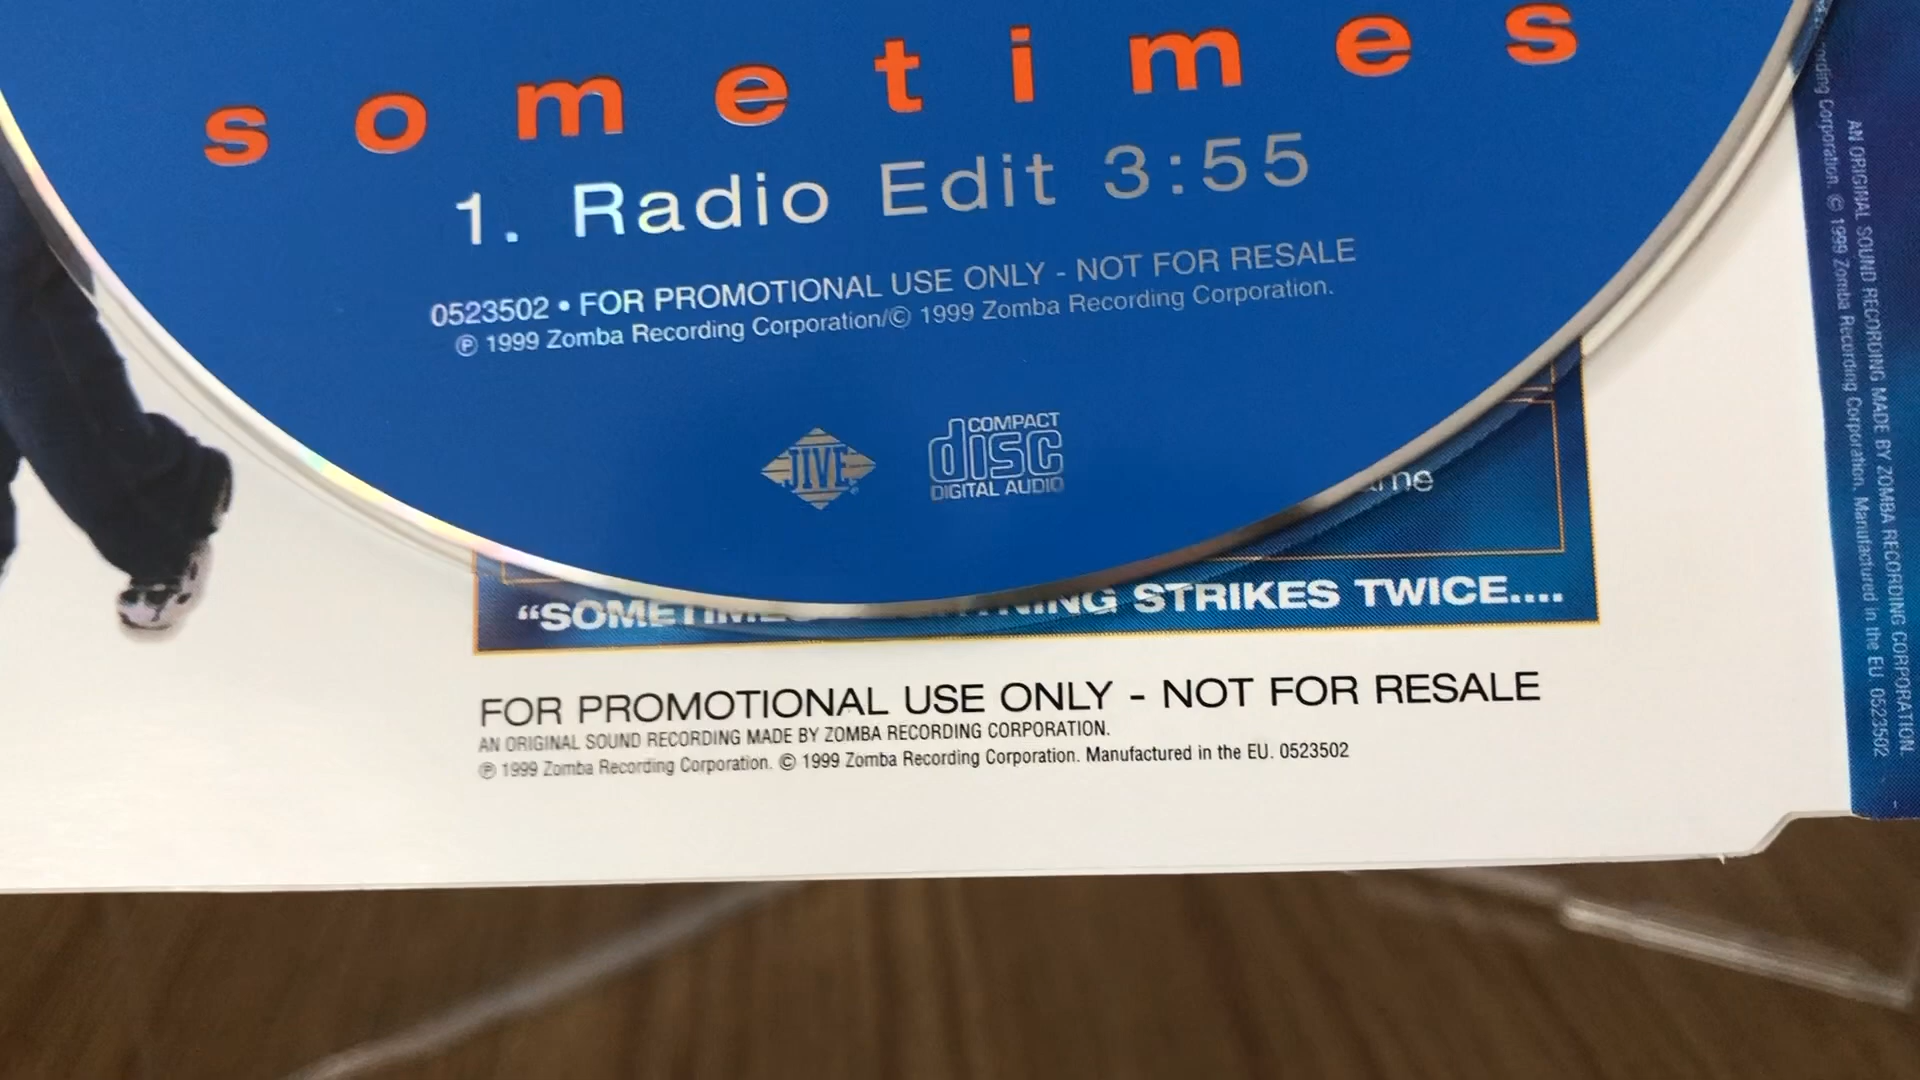 sometimes
1. Radio Edit 3:55
0523502 • FOR PROMOTIONAL USE ONLY - NOT FOR RESALE
℗ 1999 Zomba Recording Corporation/© 1999 Zomba Recording Corporation.
JIVE
COMPACT
disc
DIGITAL AUDIO
STRIKES TWICE....
FOR PROMOTIONAL USE ONLY - NOT FOR RESALE
AN ORIGINAL SOUND RECORDING MADE BY ZOMBA RECORDING CORPORATION.
℗ 1999 Zomba Recording Corporation. © 1999 Zomba Recording Corporation. Manufactured in the EU. 0523502
AN ORIGINAL SOUND RECORDING MADE BY ZOMBA RECORDING CORPORATION.
Corporation. © 1999 Zomba Recording Corporation. Manufactured in the EU. 0523502